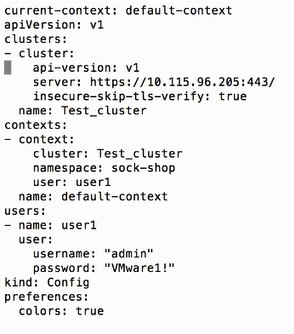 current-context: default-context
apiVersion: v1
clusters:
- cluster:
    api-version: v1
    server: https://10.115.96.205:443/
    insecure-skip-tls-verify: true
  name: Test_cluster
contexts:
- context:
    cluster: Test_cluster
    namespace: sock-shop
    user: user1
  name: default-context
users:
- name: user1
  user:
    username: "admin"
    password: "VMware1!"
kind: Config
preferences:
  colors: true